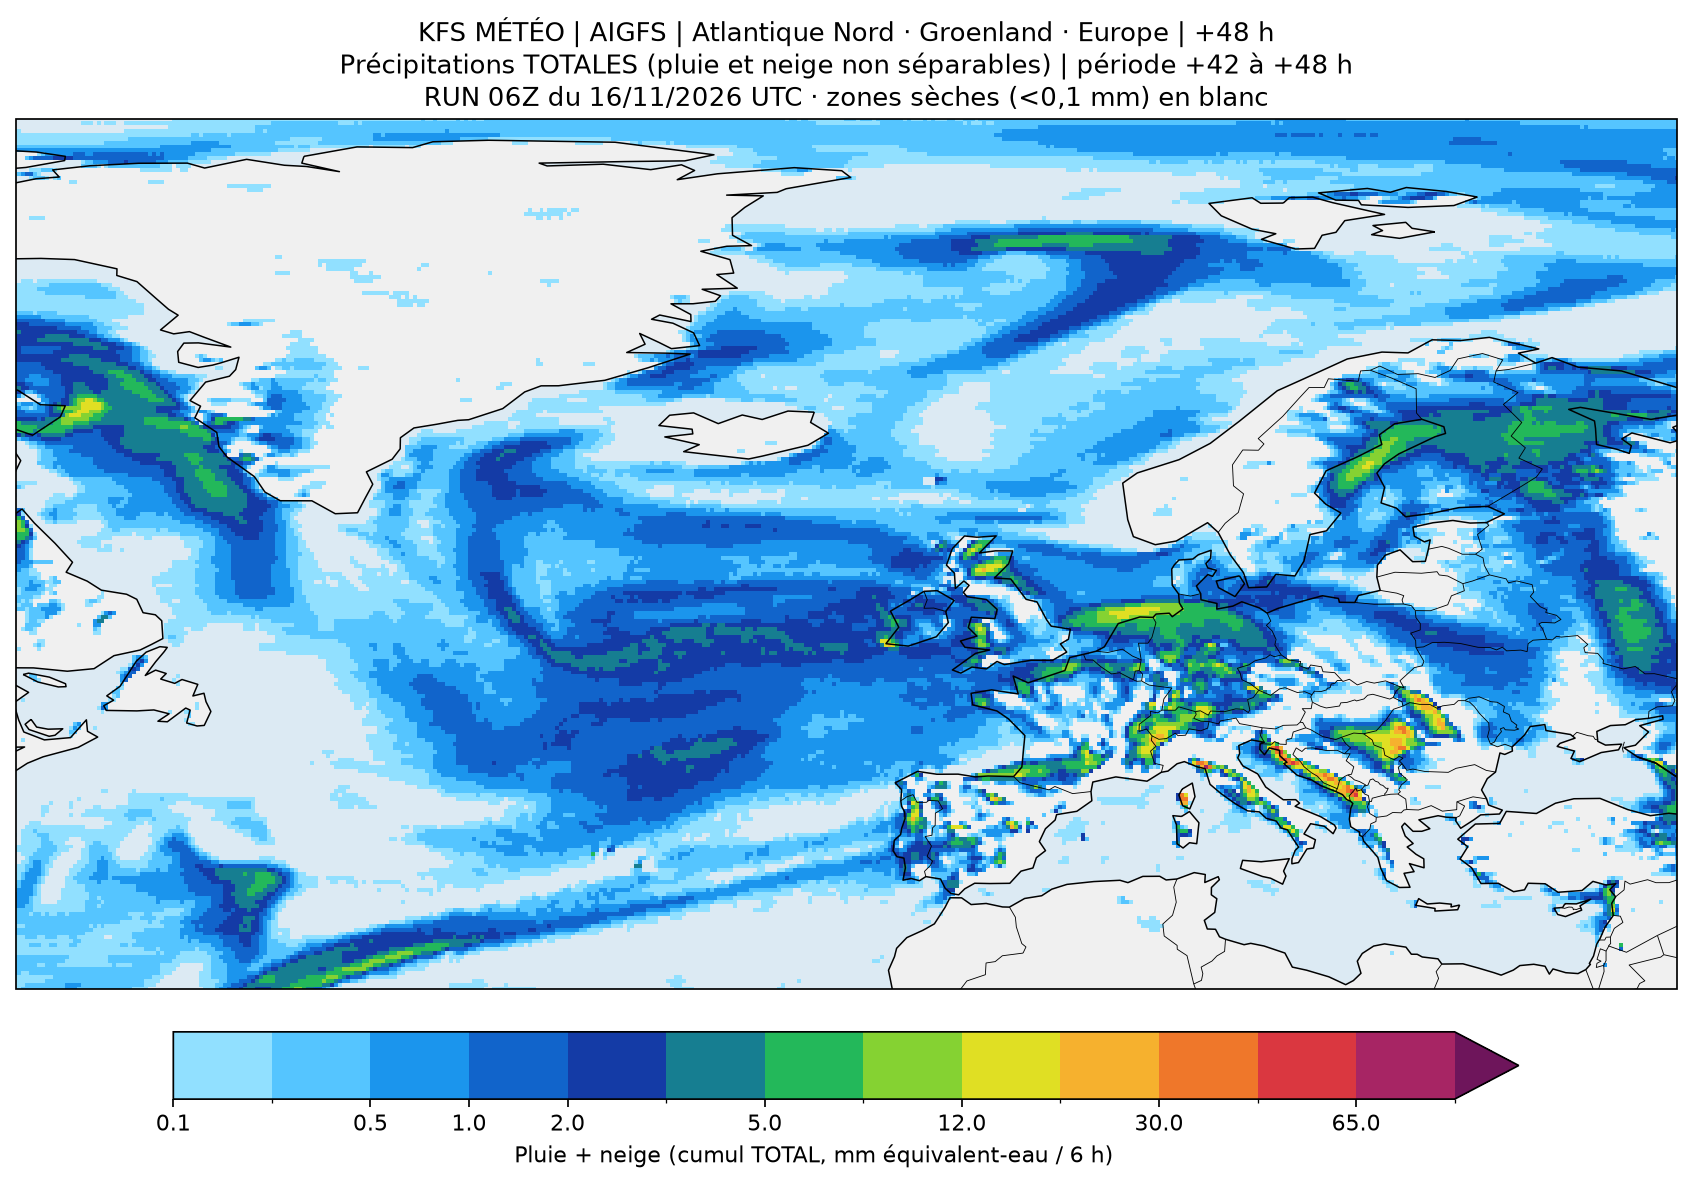 KFS MÉTÉO | AIGFS | Atlantique Nord · Groenland · Europe | +48 h
Précipitations TOTALES (pluie et neige non séparables) | période +42 à +48 h
RUN 06Z du 16/11/2026 UTC · zones sèches (<0,1 mm) en blanc
0.1 0.5 1.0 2.0 5.0 12.0 30.0 65.0
Pluie + neige (cumul TOTAL, mm équivalent-eau / 6 h)